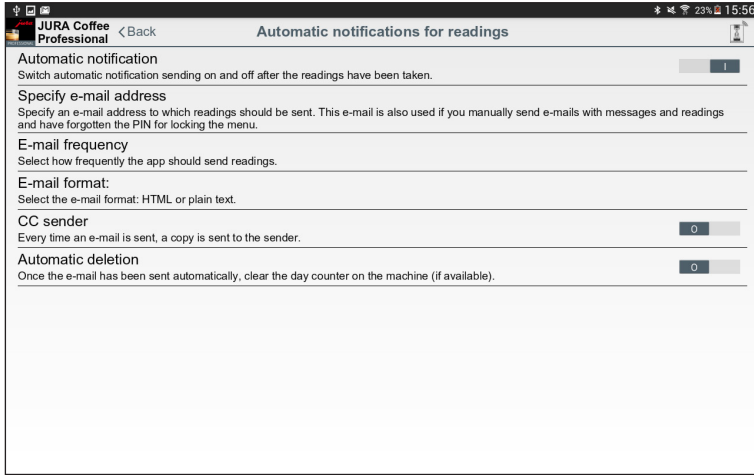 23% 15:56
JURA Coffee
Professional
Back
Automatic notifications for readings
Automatic notification
I
Switch automatic notification sending on and off after the readings have been taken.
Specify e-mail address
Specify an e-mail address to which readings should be sent. This e-mail is also used if you manually send e-mails with messages and readings
and have forgotten the PIN for locking the menu.
E-mail frequency
Select how frequently the app should send readings.
E-mail format:
Select the e-mail format: HTML or plain text.
CC sender
O
Every time an e-mail is sent, a copy is sent to the sender.
Automatic deletion
O
Once the e-mail has been sent automatically, clear the day counter on the machine (if available).